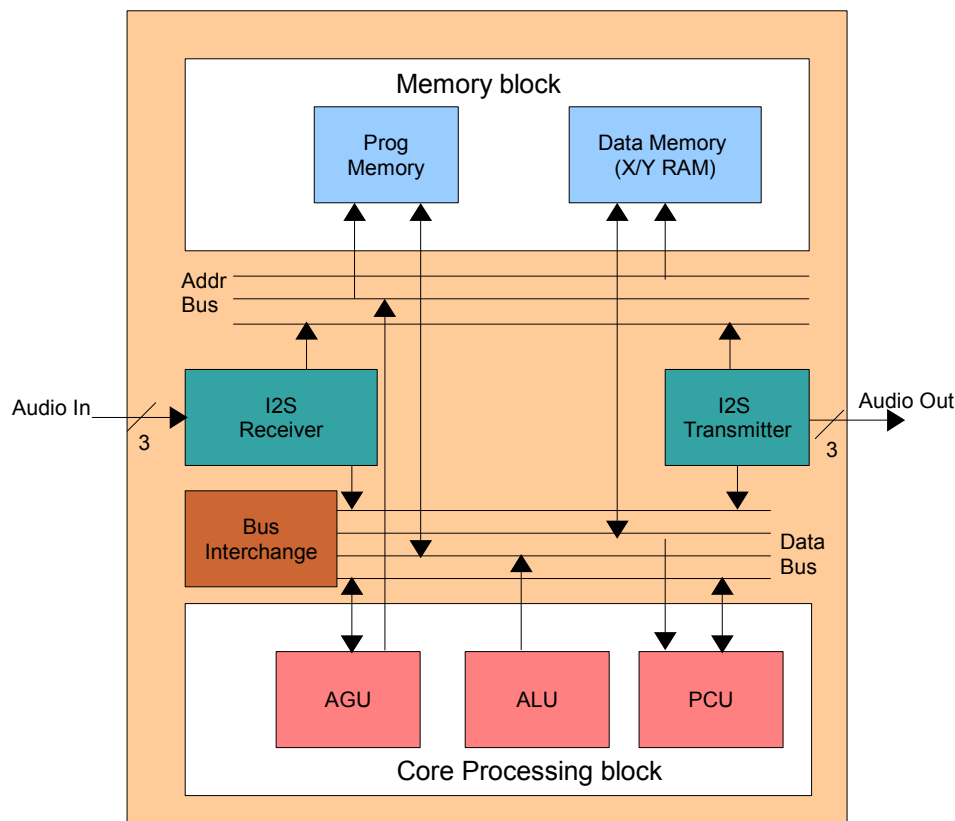 Memory block
Prog
Memory
Data Memory
(X/Y RAM)
Addr
Bus
Audio In
3
I2S
Receiver
I2S
Transmitter
Audio Out
3
Bus
Interchange
Data
Bus
AGU
ALU
PCU
Core Processing block